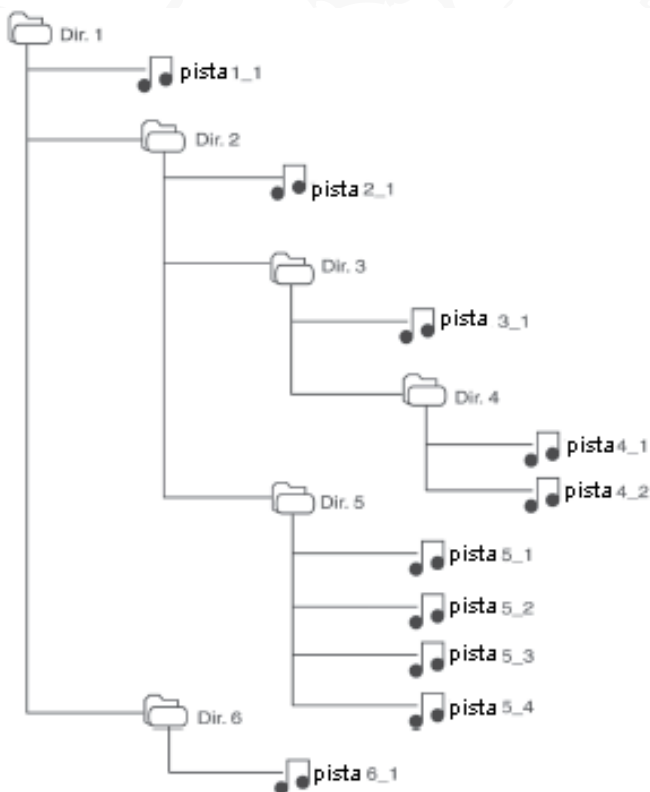 Dir. 1
pista 1_1
Dir. 2
pista 2_1
Dir. 3
pista 3_1
Dir. 4
pista 4_1
pista 4_2
Dir. 5
pista 5_1
pista 5_2
pista 5_3
pista 5_4
Dir. 6
pista 6_1